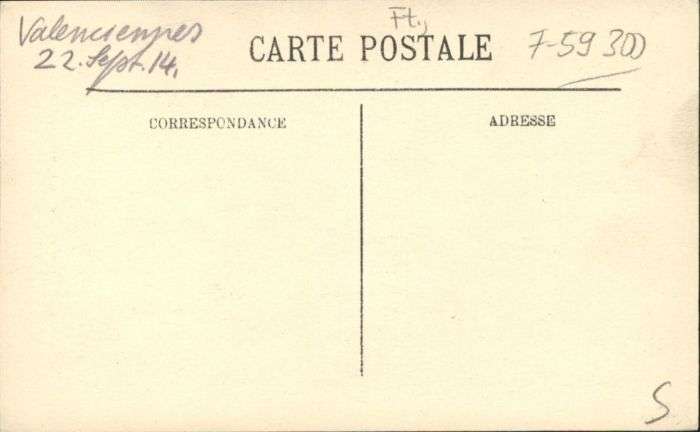 Valenciennes
22. Sept. 14.
Ft.,
CARTE POSTALE
7-59 300
CORRESPONDANCE
ADRESSE
S